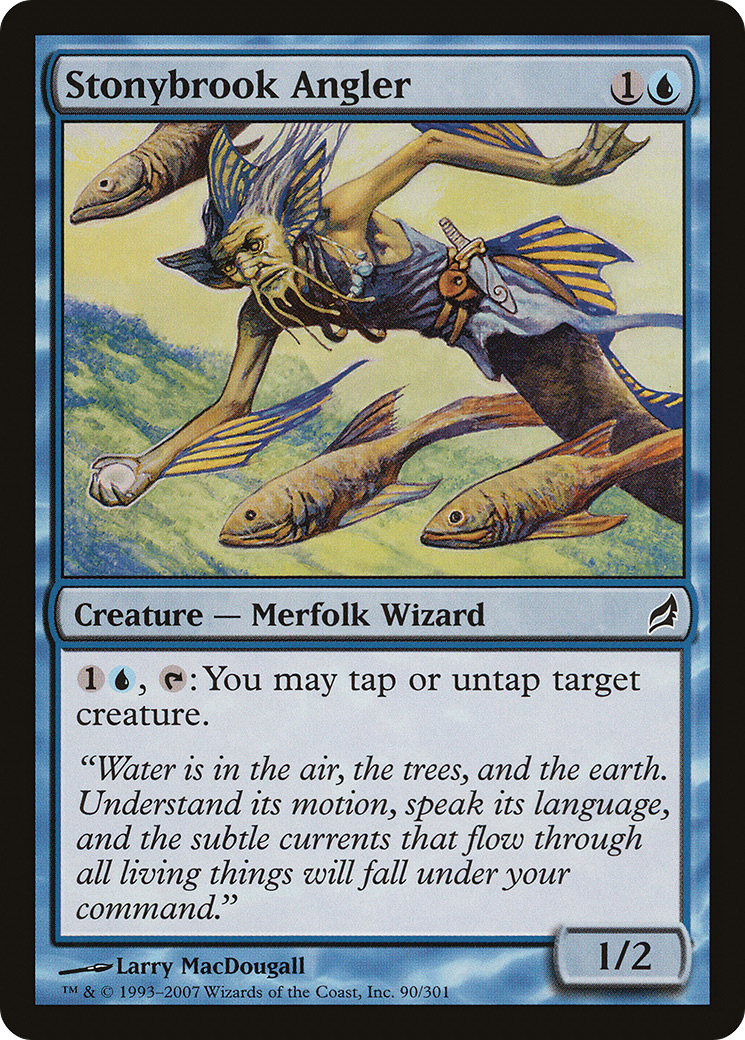 Stonybrook Angler 1
Creature — Merfolk Wizard
1, : You may tap or untap target
creature.
“Water is in the air, the trees, and the earth.
Understand its motion, speak its language,
and the subtle currents that flow through
all living things will fall under your
command.”
1/2
Larry MacDougall
™ & © 1993–2007 Wizards of the Coast, Inc. 90/301